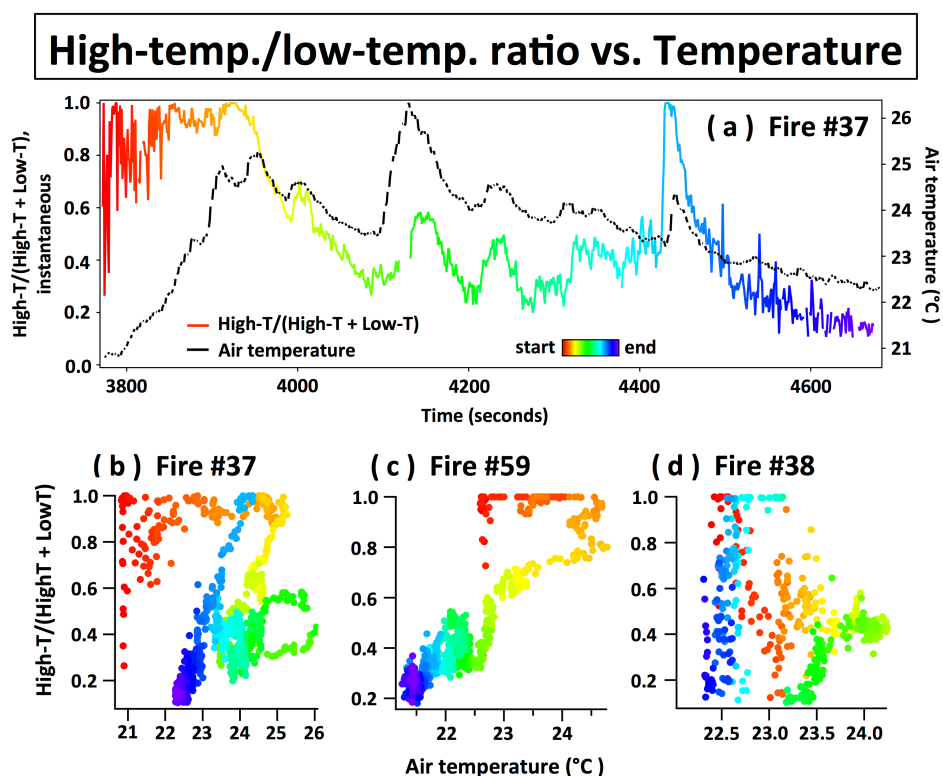 High-temp./low-temp. ratio vs. Temperature
High-T/(High-T + Low-T),
instantaneous
1.0
0.8
0.6
0.4
0.2
0.0
( a ) Fire #37
High-T/(High-T + Low-T)
Air temperature
start end
26
25
24
23
22
21
Air temperature (°C )
3800 4000 4200 4400 4600
Time (seconds)
( b ) Fire #37
High-T/(HighT + LowT)
1.0
0.8
0.6
0.4
0.2
21 22 23 24 25 26
( c ) Fire #59
1.0
0.8
0.6
0.4
0.2
22 23 24
( d ) Fire #38
1.0
0.8
0.6
0.4
0.2
22.5 23.0 23.5 24.0
Air temperature (°C )